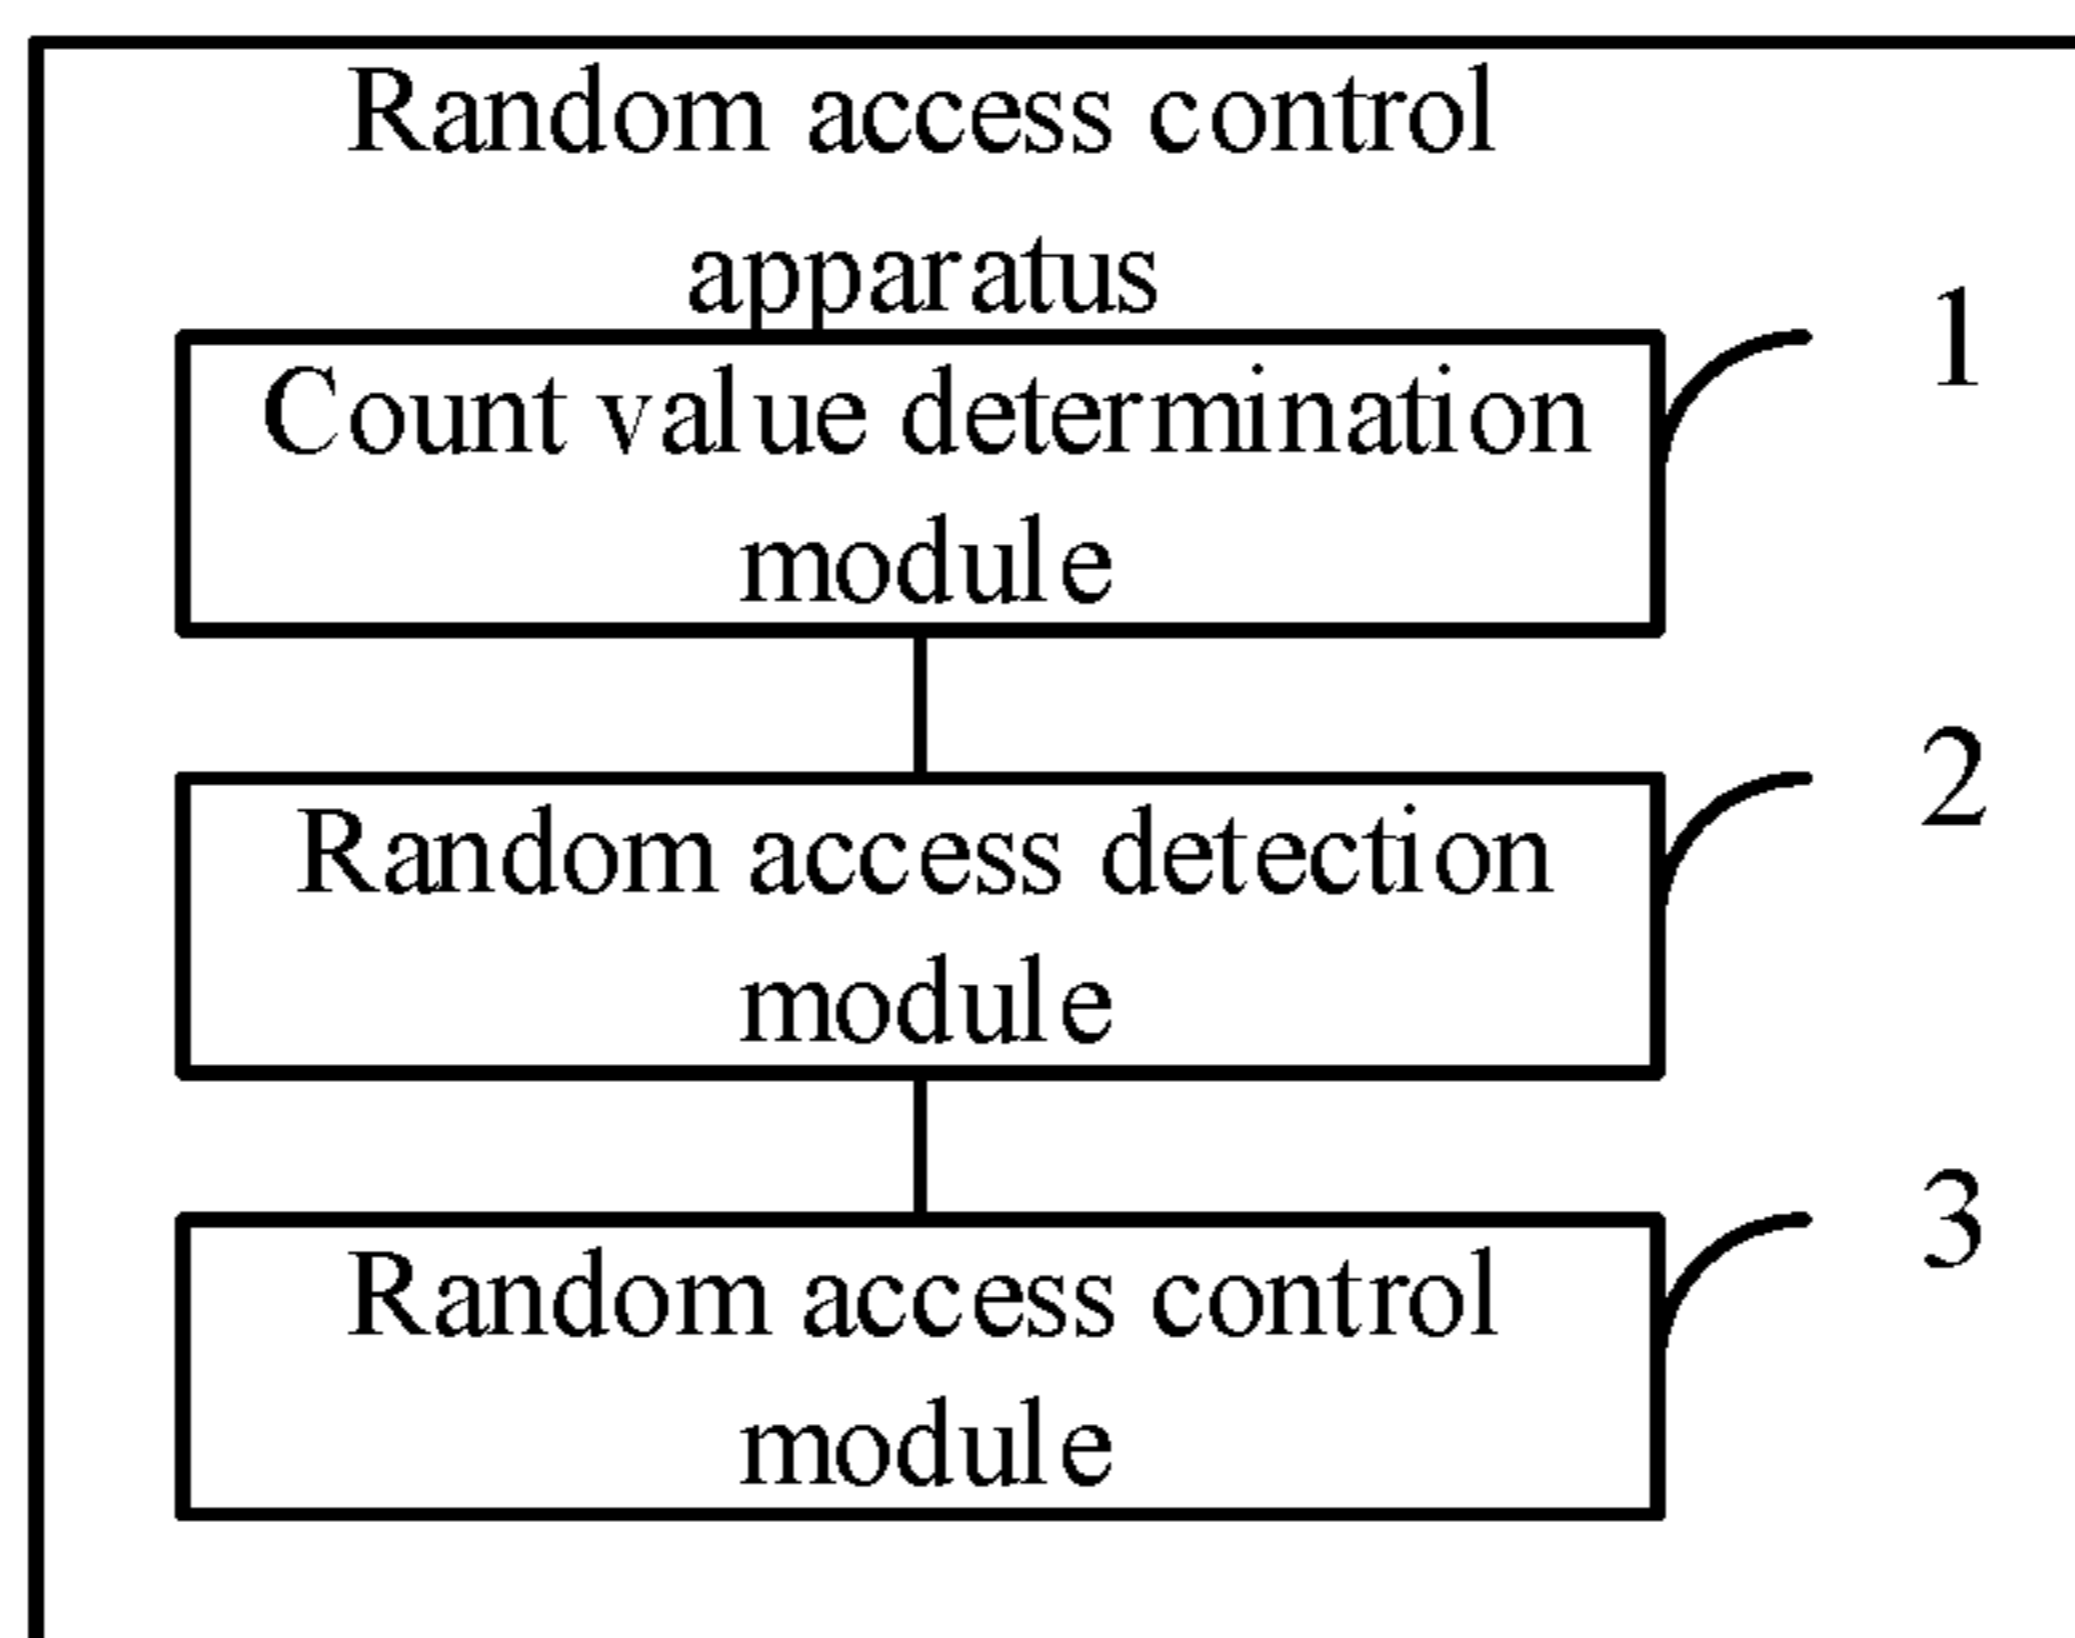 Random access control
apparatus
1
Count value determination
module
2
Random access detection
module
3
Random access control
module